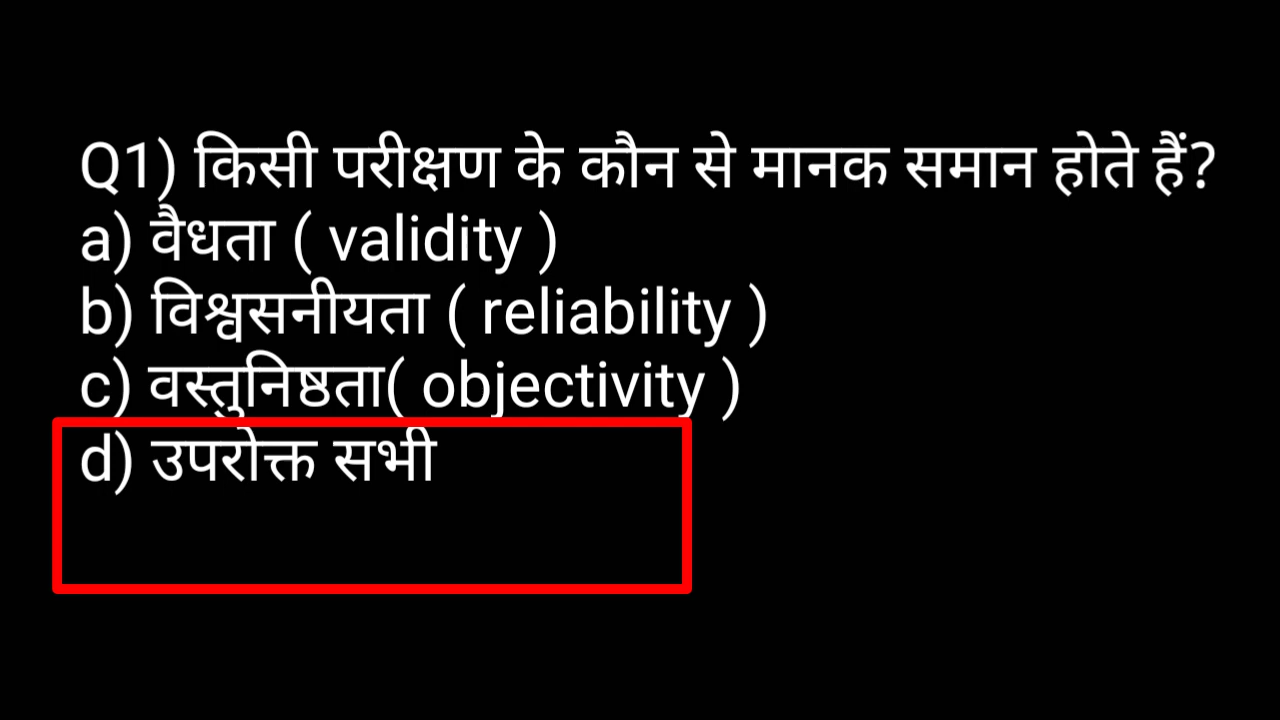 Q1) किसी परीक्षण के कौन से मानक समान होते हैं?
a) वैधता ( validity )
b) विश्वसनीयता ( reliability )
c) वस्तुनिष्ठता( objectivity )
d) उपरोक्त सभी